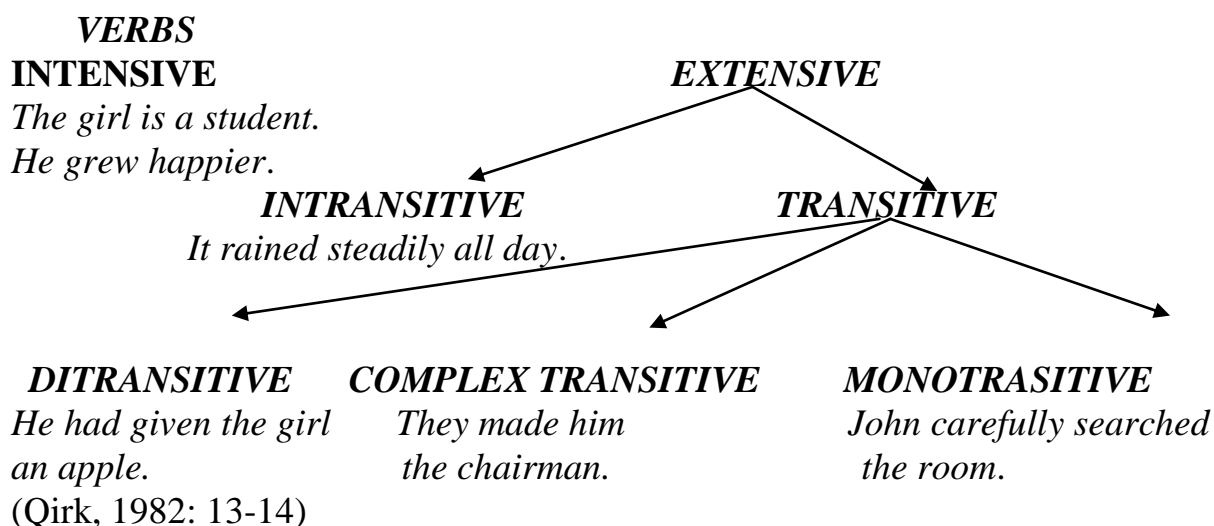 VERBS
INTENSIVE EXTENSIVE
The girl is a student.
He grew happier.
INTRANSITIVE TRANSITIVE
It rained steadily all day.
DITRANSITIVE COMPLEX TRANSITIVE MONOTRASITIVE
He had given the girl They made him John carefully searched
an apple. the chairman. the room.
(Qirk, 1982: 13-14)